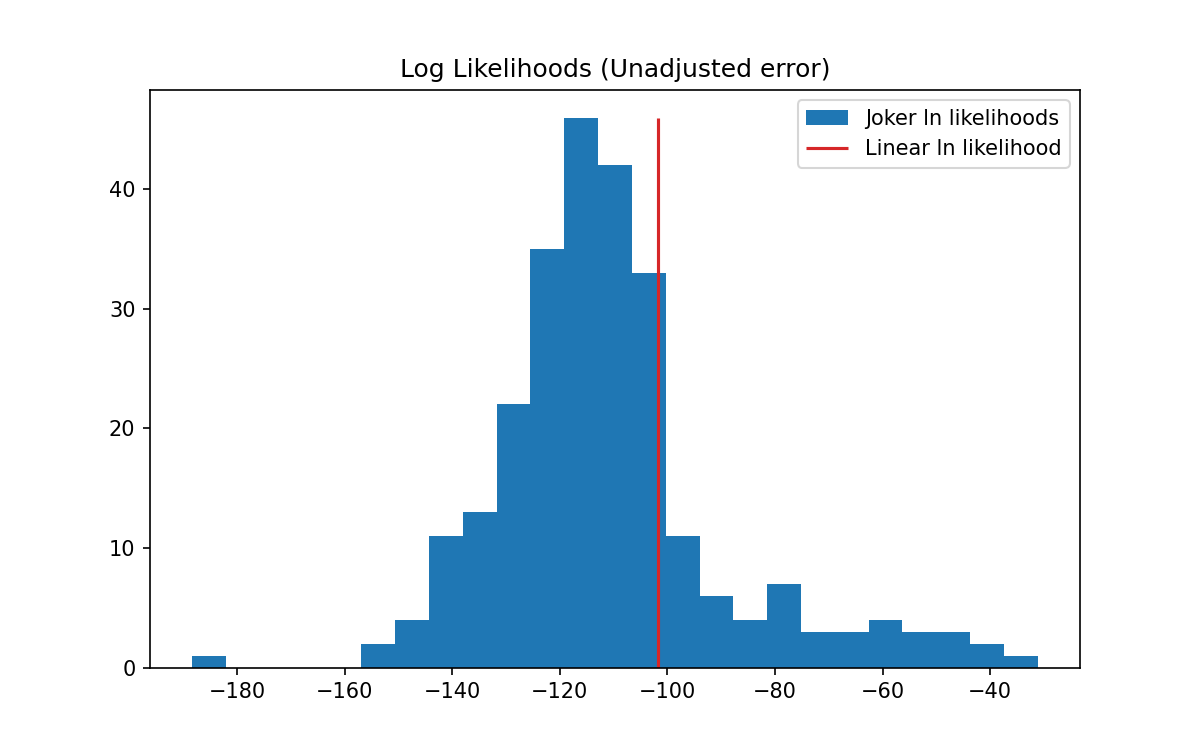 Log Likelihoods (Unadjusted error)
Joker ln likelihoods
Linear ln likelihood
40
30
20
10
0
−180 −160 −140 −120 −100 −80 −60 −40